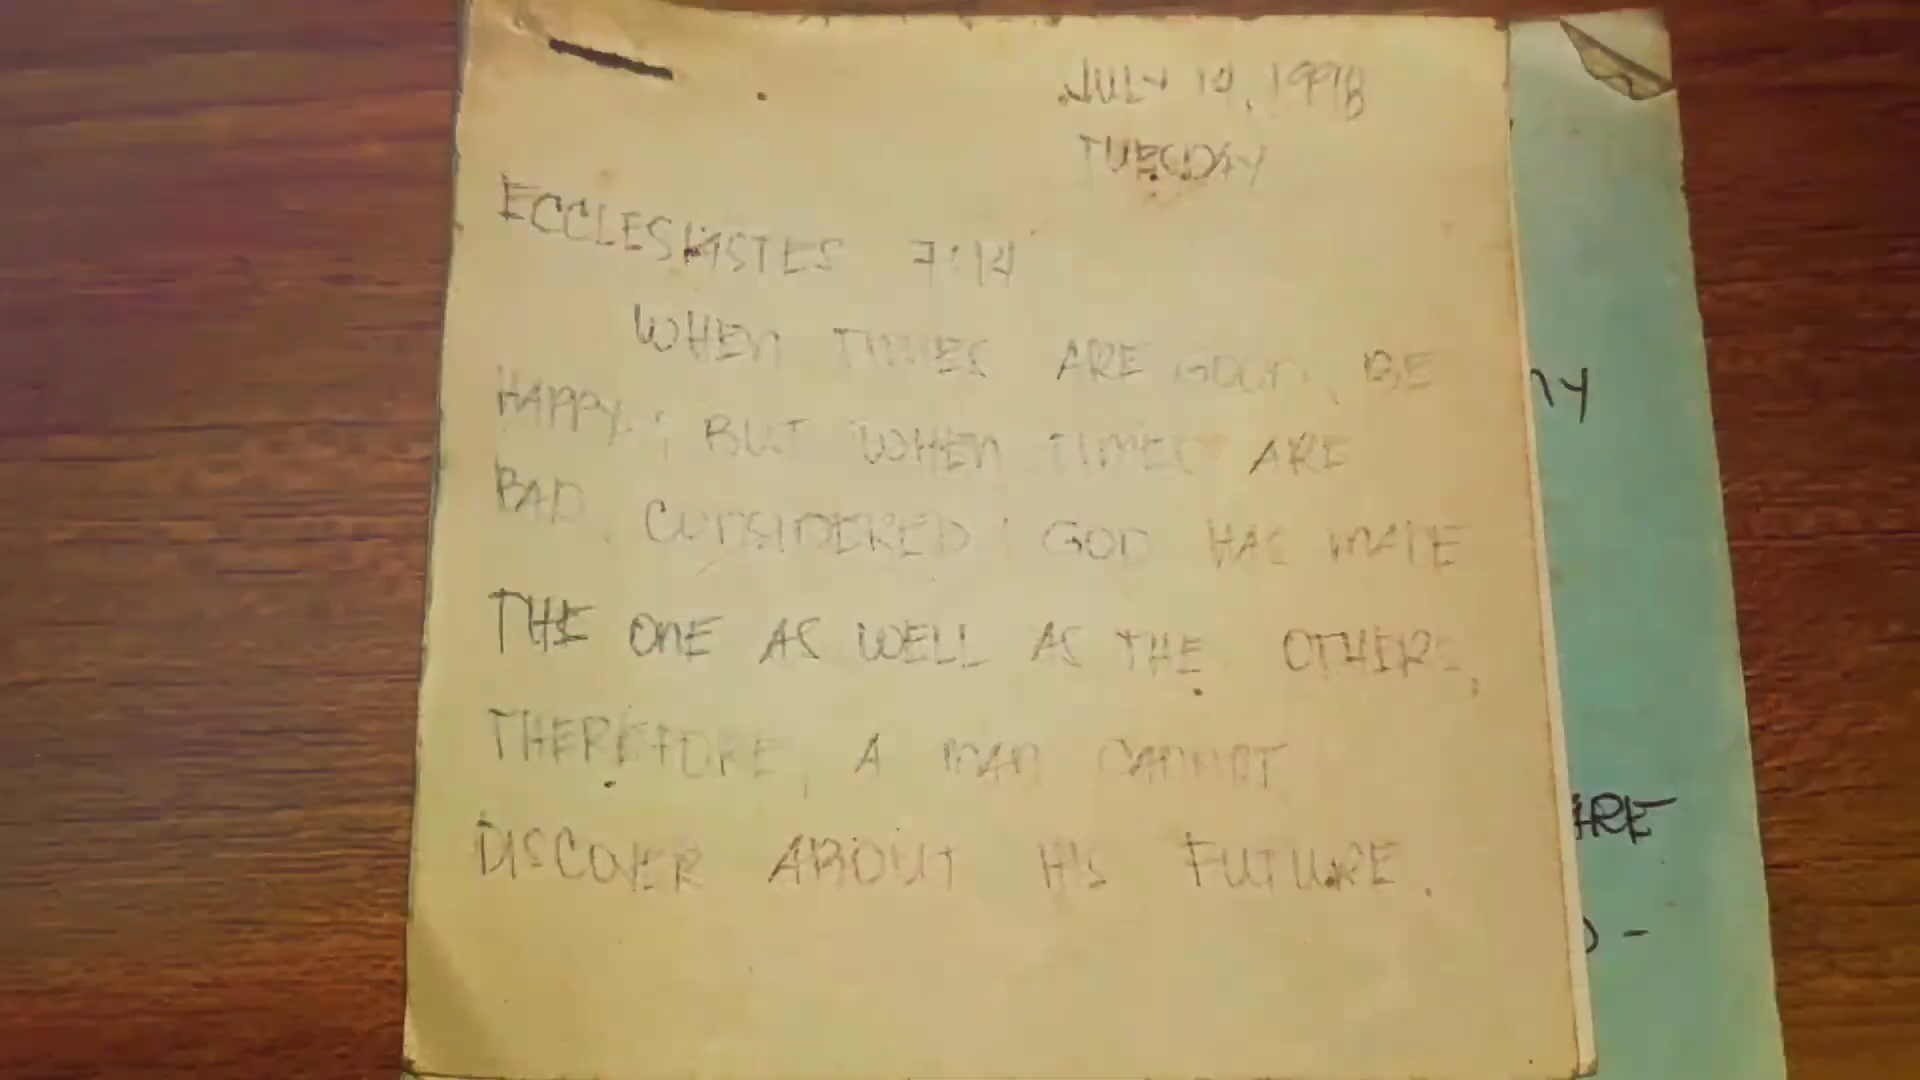 JULY 14, 1998
TUESDAY
ECCLESIASTES 7:14
WHEN TIMES ARE GOOD, BE
HAPPY; BUT WHEN TIMES ARE
BAD, CONSIDERED: GOD HAS MADE
THE ONE AS WELL AS THE OTHERS,
THEREFORE, A MAN CANNOT
DISCOVER ABOUT HIS FUTURE.